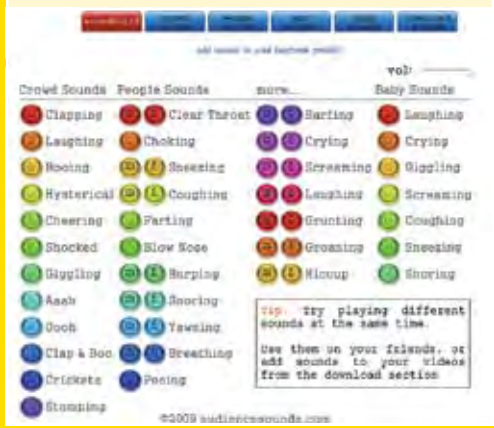 add sounds to your facebook profile!
vol:
Crowd Sounds
Clapping
Laughing
Booing
Hysterical
Cheering
Shocked
Giggling
Aaah
Oooh
Clap & Boo
Crickets
Stomping
People Sounds
Clear Throat
Choking
Sneezing
Coughing
Farting
Blow Nose
Burping
Snoring
Yawning
Breathing
Peeing
more...
Barfing
Crying
Screaming
Laughing
Grunting
Groaning
Hiccup
Baby Sounds
Laughing
Crying
Giggling
Screaming
Coughing
Sneezing
Snoring
Tip: try playing different
sounds at the same time.
Use them on your friends, or
add sounds to your videos
from the download section
©2009 audiencesounds.com